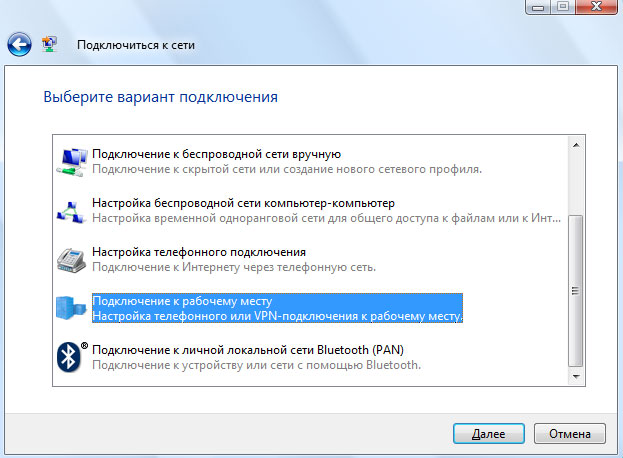 Подключиться к сети
Выберите вариант подключения
Подключение к беспроводной сети вручную
Подключение к скрытой сети или создание нового сетевого профиля.
Настройка беспроводной сети компьютер-компьютер
Настройка временной одноранговой сети для общего доступа к файлам или к Инт...
Настройка телефонного подключения
Подключение к Интернету через телефонную сеть.
Подключение к рабочему месту
Настройка телефонного или VPN-подключения к рабочему месту.
Подключение к личной локальной сети Bluetooth (PAN)
Подключение к устройству или сети с помощью Bluetooth.
Далее Отмена